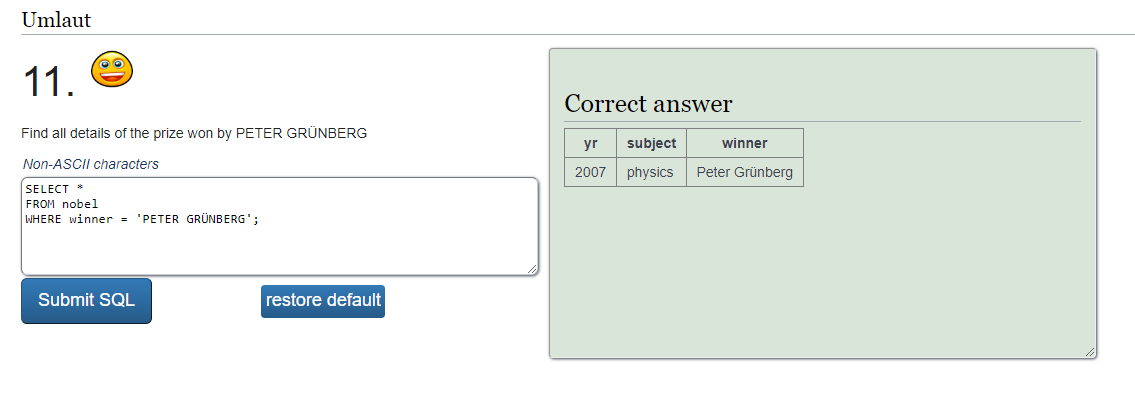 Umlaut
11.
Find all details of the prize won by PETER GRÜNBERG
Non-ASCII characters
SELECT *
FROM nobel
WHERE winner = 'PETER GRÜNBERG';
Submit SQL
restore default
Correct answer
yr subject winner
2007 physics Peter Grünberg